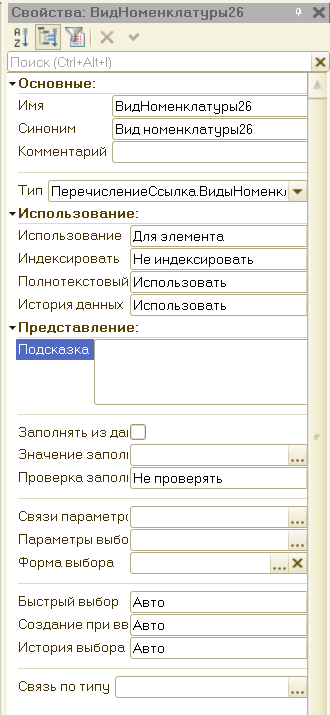 Свойства: ВидНоменклатуры26
Поиск (Ctrl+Alt+I)
Основные:
Имя ВидНоменклатуры26
Синоним Вид номенклатуры26
Комментарий
Тип ПеречислениеСсылка.ВидыНоменкл
Использование:
Использование Для элемента
Индексировать Не индексировать
Полнотекстовый Использовать
История данных Использовать
Представление:
Подсказка
Заполнять из дан
Значение заполн ...
Проверка заполн Не проверять
Связи параметро ...
Параметры выбо ...
Форма выбора ...
Быстрый выбор Авто
Создание при вв Авто
История выбора Авто
Связь по типу ...